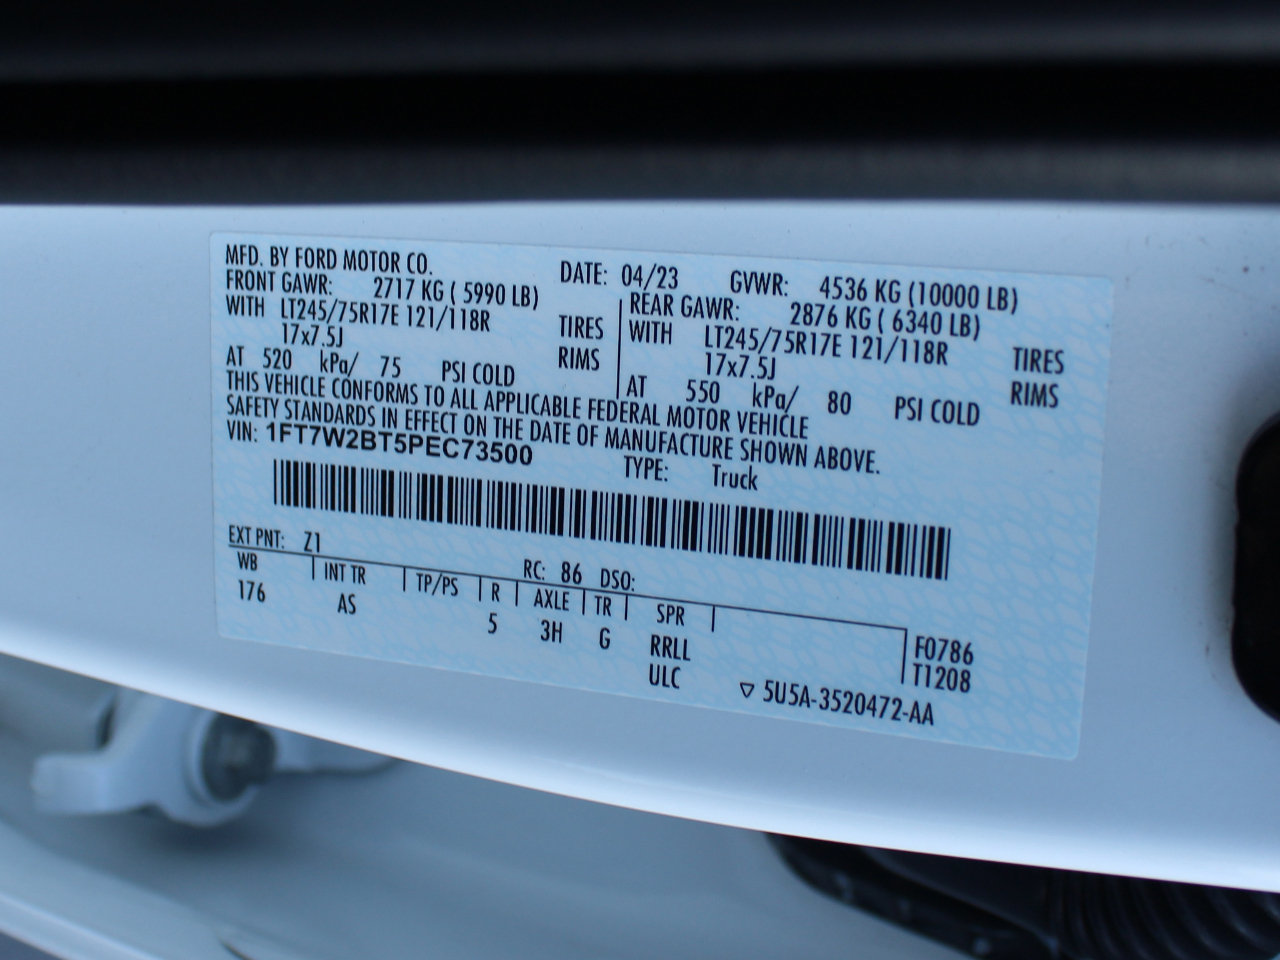 MFD. BY FORD MOTOR CO.
DATE: 04/23 GVWR: 4536 KG (10000 LB)
FRONT GAWR: 2717 KG ( 5990 LB) REAR GAWR: 2876 KG ( 6340 LB)
WITH LT245/75R17E 121/118R TIRES WITH LT245/75R17E 121/118R TIRES
17x7.5J RIMS 17x7.5J RIMS
AT 520 kPa/ 75 PSI COLD AT 550 kPa/ 80 PSI COLD
THIS VEHICLE CONFORMS TO ALL APPLICABLE FEDERAL MOTOR VEHICLE
SAFETY STANDARDS IN EFFECT ON THE DATE OF MANUFACTURE SHOWN ABOVE.
VIN: 1FT7W2BT5PEC73500 TYPE: Truck
EXT PNT: Z1 RC: 86 DSO:
WB INT TR TP/PS R AXLE TR SPR
176 AS 5 3H G RRLL
ULC
F0786
T1208
▽ 5U5A-3520472-AA